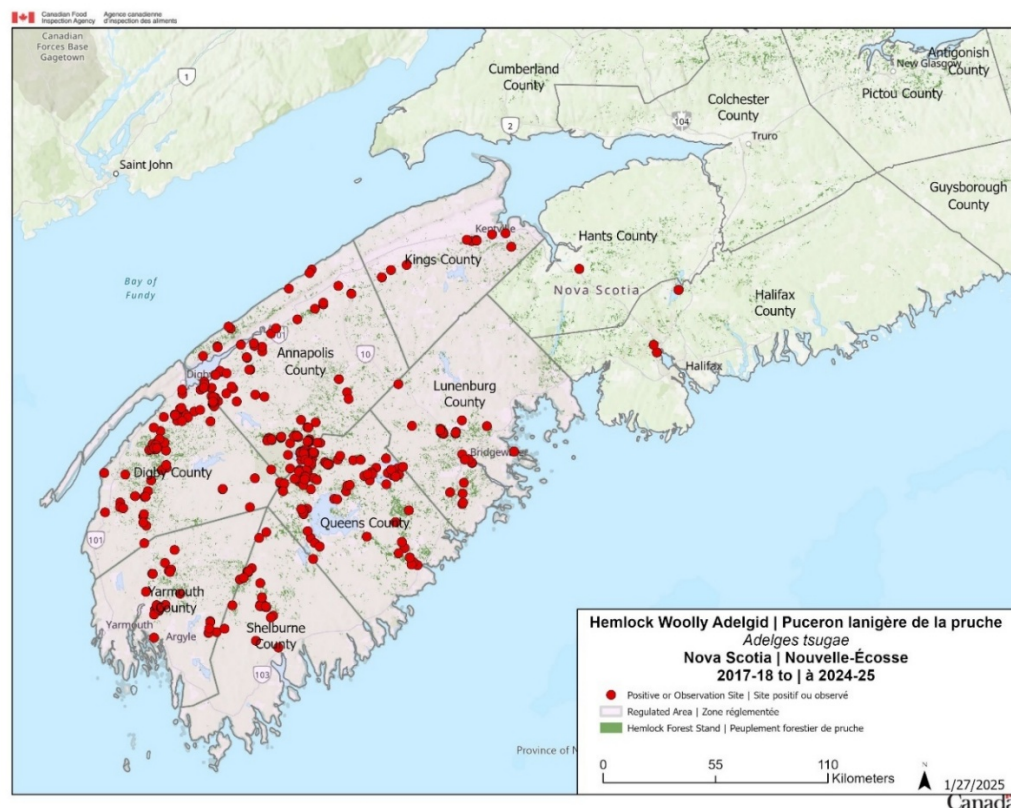 Canadian Food
Inspection Agency
Agence canadienne
d'inspection des aliments
Canadian
Forces Base
Gagetown
1
Saint John
Cumberland
County
2
Colchester
County
104
Truro
Antigonish
County
New Glasgow
Pictou County
Guysborough
County
Hants County
Nova Scotia
Halifax
County
Halifax
Bay of
Fundy
Kentville
Kings County
101
Annapolis
County
10
Lunenburg
County
Digby County
Queens County
101
Yarmouth
County
Yarmouth
Argyle
Shelburne
County
103
Province of
Hemlock Woolly Adelgid | Puceron lanigère de la pruche
Adelges tsugae
Nova Scotia | Nouvelle-Écosse
2017-18 to | à 2024-25
Positive or Observation Site | Site positif ou observé
Regulated Area | Zone réglementée
Hemlock Forest Stand | Peuplement forestier de pruche
0 55 110
Kilometers
N
1/27/2025
Canada